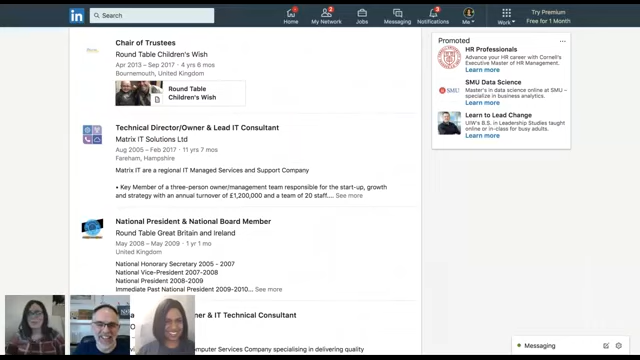 in
Search
Home
2
My Network
Jobs
Messaging
3
Notifications
Me
Work
Try Premium
Free for 1 Month
Chair of Trustees
Round Table Children's Wish
Apr 2013 – Sep 2017 · 4 yrs 6 mos
Bournemouth, United Kingdom
Round Table
Children's Wish
Technical Director/Owner & Lead IT Consultant
Matrix IT Solutions Ltd
Aug 2005 – Feb 2017 · 11 yrs 7 mos
Fareham, Hampshire
Matrix IT are a regional IT Managed Services and Support Company
• Key Member of a three-person owner/management team responsible for the start-up, growth
and strategy with an annual turnover of £1,200,000 and a team of 20 staff.... See more
National President & National Board Member
Round Table Great Britain and Ireland
May 2008 – May 2009 · 1 yr 1 mo
United Kingdom
National Honorary Secretary 2005 - 2007
National Vice-President 2007-2008
National President 2008-2009
Immediate Past National President 2009-2010... See more
ner & IT Technical Consultant
omputer Services Company specialising in delivering quality
Promoted
HR Professionals
Advance your HR career with Cornell's
Executive Master of HR Management.
Learn more
SMU Data Science
Master's in data science online at SMU –
specialize in business analytics.
Learn more
SMU
Learn to Lead Change
UIW's B.S. in Leadership Studies taught
online or in-class for busy adults.
Learn more
Messaging